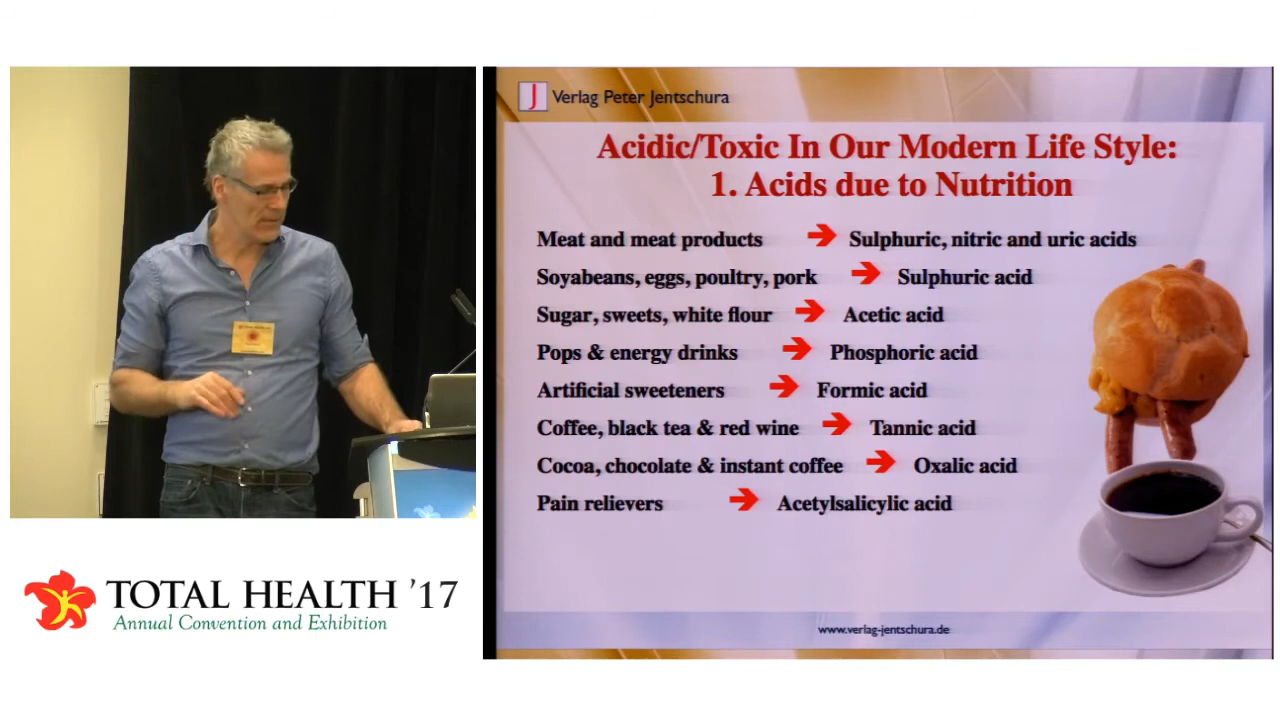 J Verlag Peter Jentschura
Acidic/Toxic In Our Modern Life Style:
1. Acids due to Nutrition
Meat and meat products ➔ Sulphuric, nitric and uric acids
Soyabeans, eggs, poultry, pork ➔ Sulphuric acid
Sugar, sweets, white flour ➔ Acetic acid
Pops & energy drinks ➔ Phosphoric acid
Artificial sweeteners ➔ Formic acid
Coffee, black tea & red wine ➔ Tannic acid
Cocoa, chocolate & instant coffee ➔ Oxalic acid
Pain relievers ➔ Acetylsalicylic acid
www.verlag-jentschura.de
TOTAL HEALTH '17
Annual Convention and Exhibition